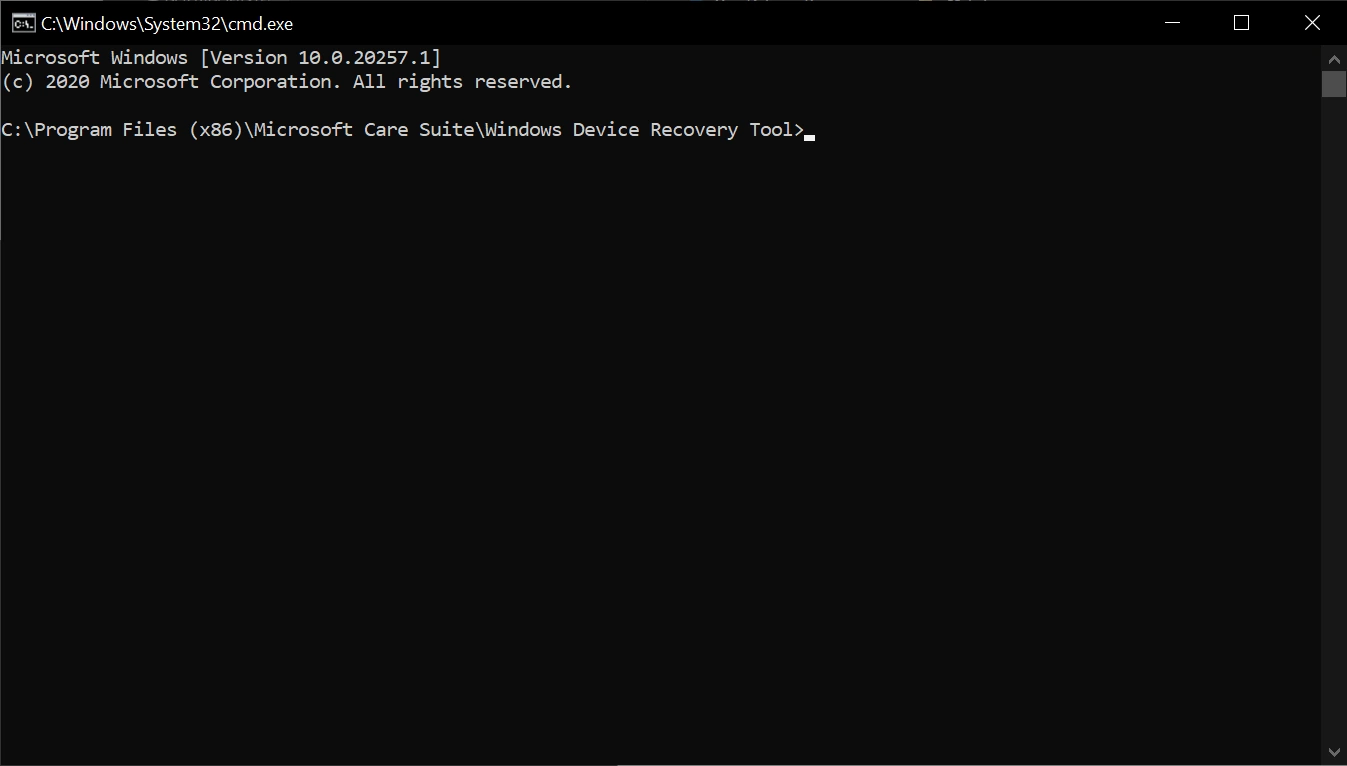 C:\Windows\System32\cmd.exe
Microsoft Windows [Version 10.0.20257.1]
(c) 2020 Microsoft Corporation. All rights reserved.
C:\Program Files (x86)\Microsoft Care Suite\Windows Device Recovery Tool>